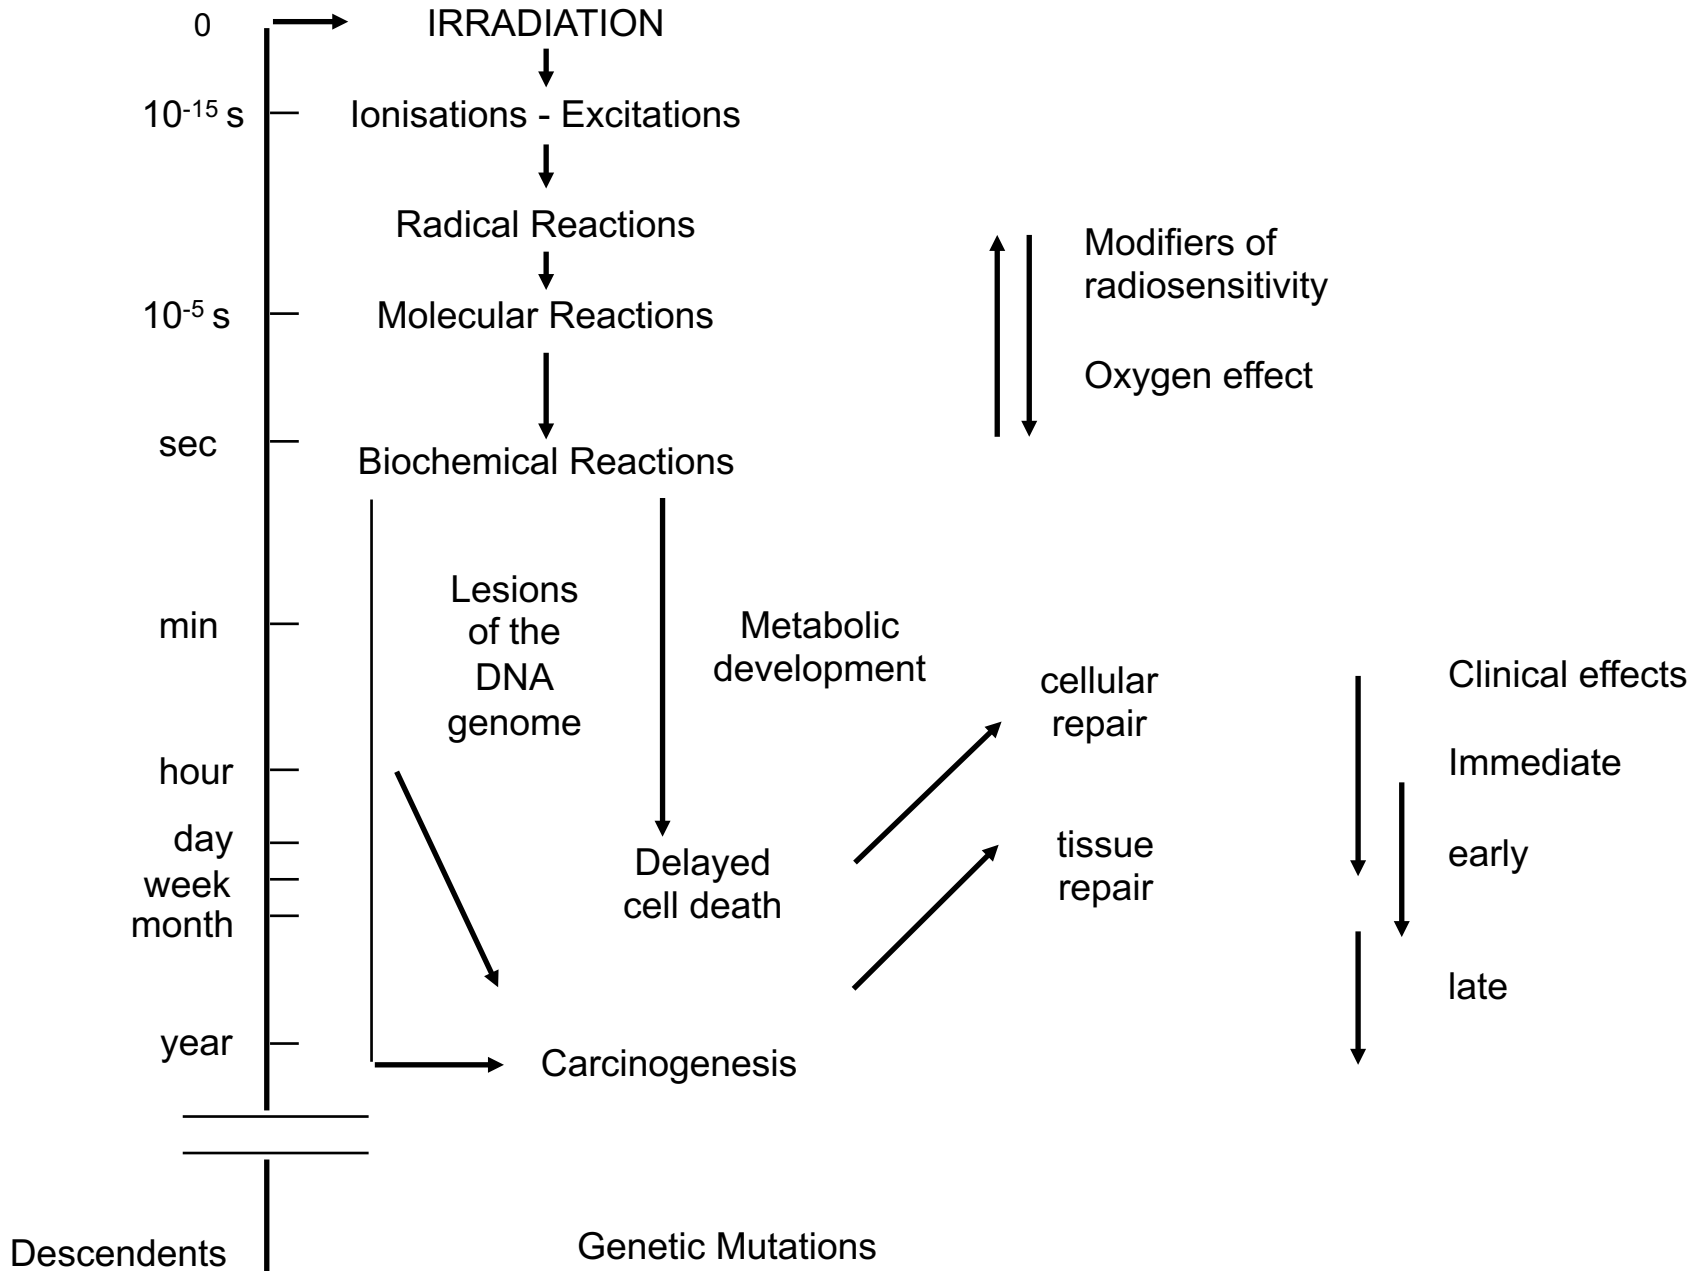 0
IRRADIATION
10-15 s
Ionisations - Excitations
Radical Reactions
Modifiers of
radiosensitivity
10-5 s
Molecular Reactions
Oxygen effect
sec
Biochemical Reactions
Lesions
of the
DNA
genome
min
Metabolic
development
cellular
repair
Clinical effects
hour
Immediate
day
Delayed
cell death
tissue
repair
early
week
month
late
year
Carcinogenesis
Descendents
Genetic Mutations